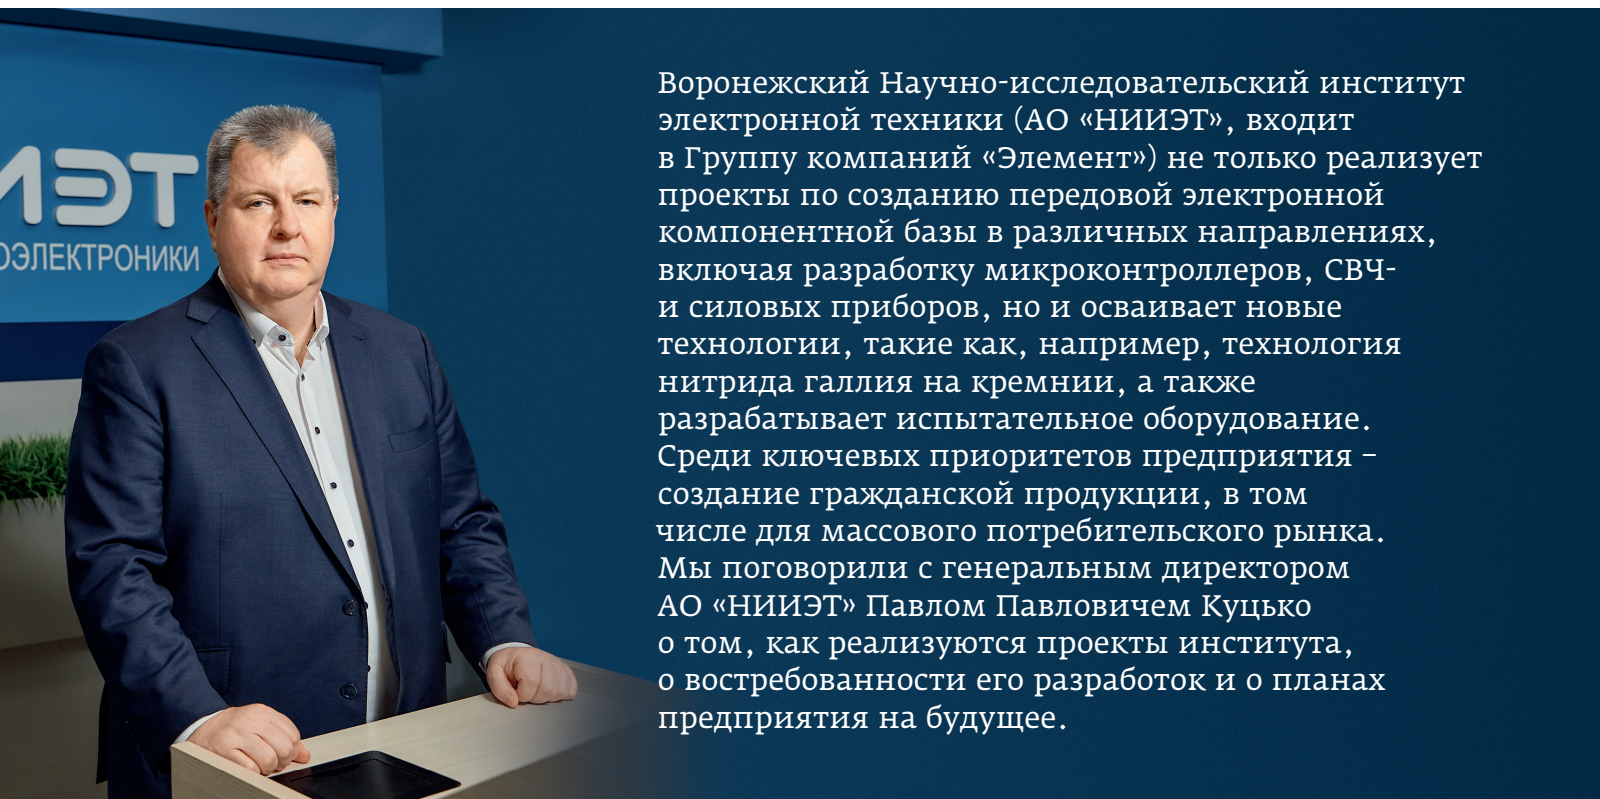 ИЭТ
ОЭЛЕКТРОНИКИ
Воронежский Научно-исследовательский институт
электронной техники (АО «НИИЭТ», входит
в Группу компаний «Элемент») не только реализует
проекты по созданию передовой электронной
компонентной базы в различных направлениях,
включая разработку микроконтроллеров, СВЧ-
и силовых приборов, но и осваивает новые
технологии, такие как, например, технология
нитрида галлия на кремнии, а также
разрабатывает испытательное оборудование.
Среди ключевых приоритетов предприятия –
создание гражданской продукции, в том
числе для массового потребительского рынка.
Мы поговорили с генеральным директором
АО «НИИЭТ» Павлом Павловичем Куцько
о том, как реализуются проекты института,
о востребованности его разработок и о планах
предприятия на будущее.